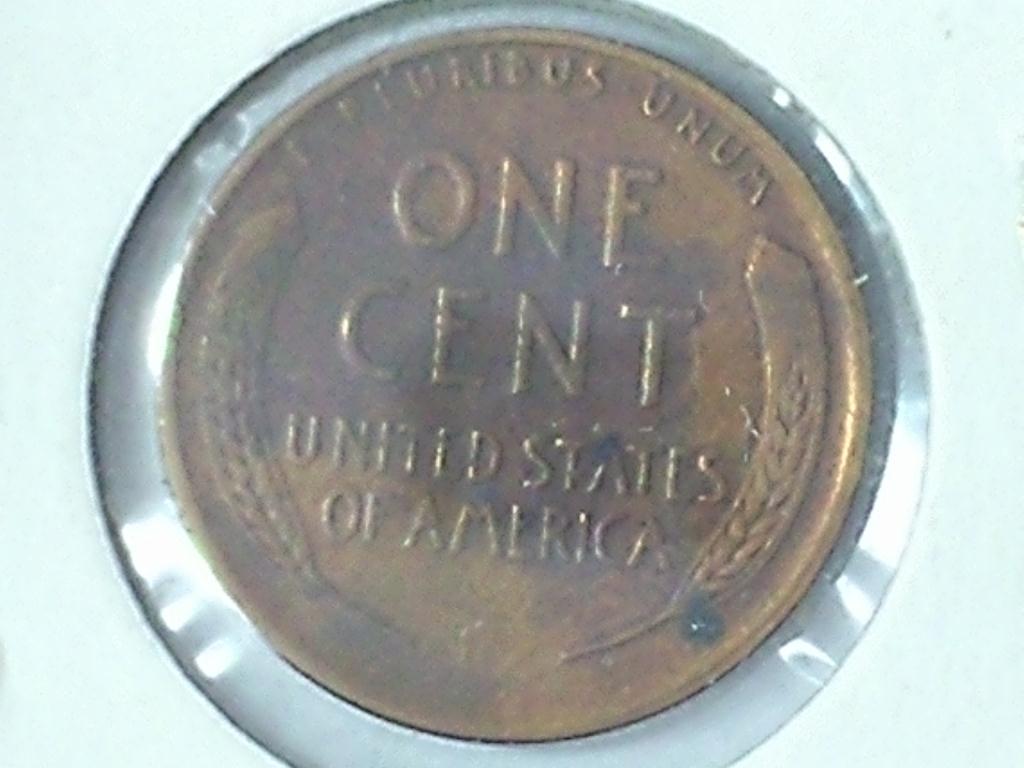 PLURIBUS UNUM
ONE
CENT
UNITED STATES
OF AMERICA